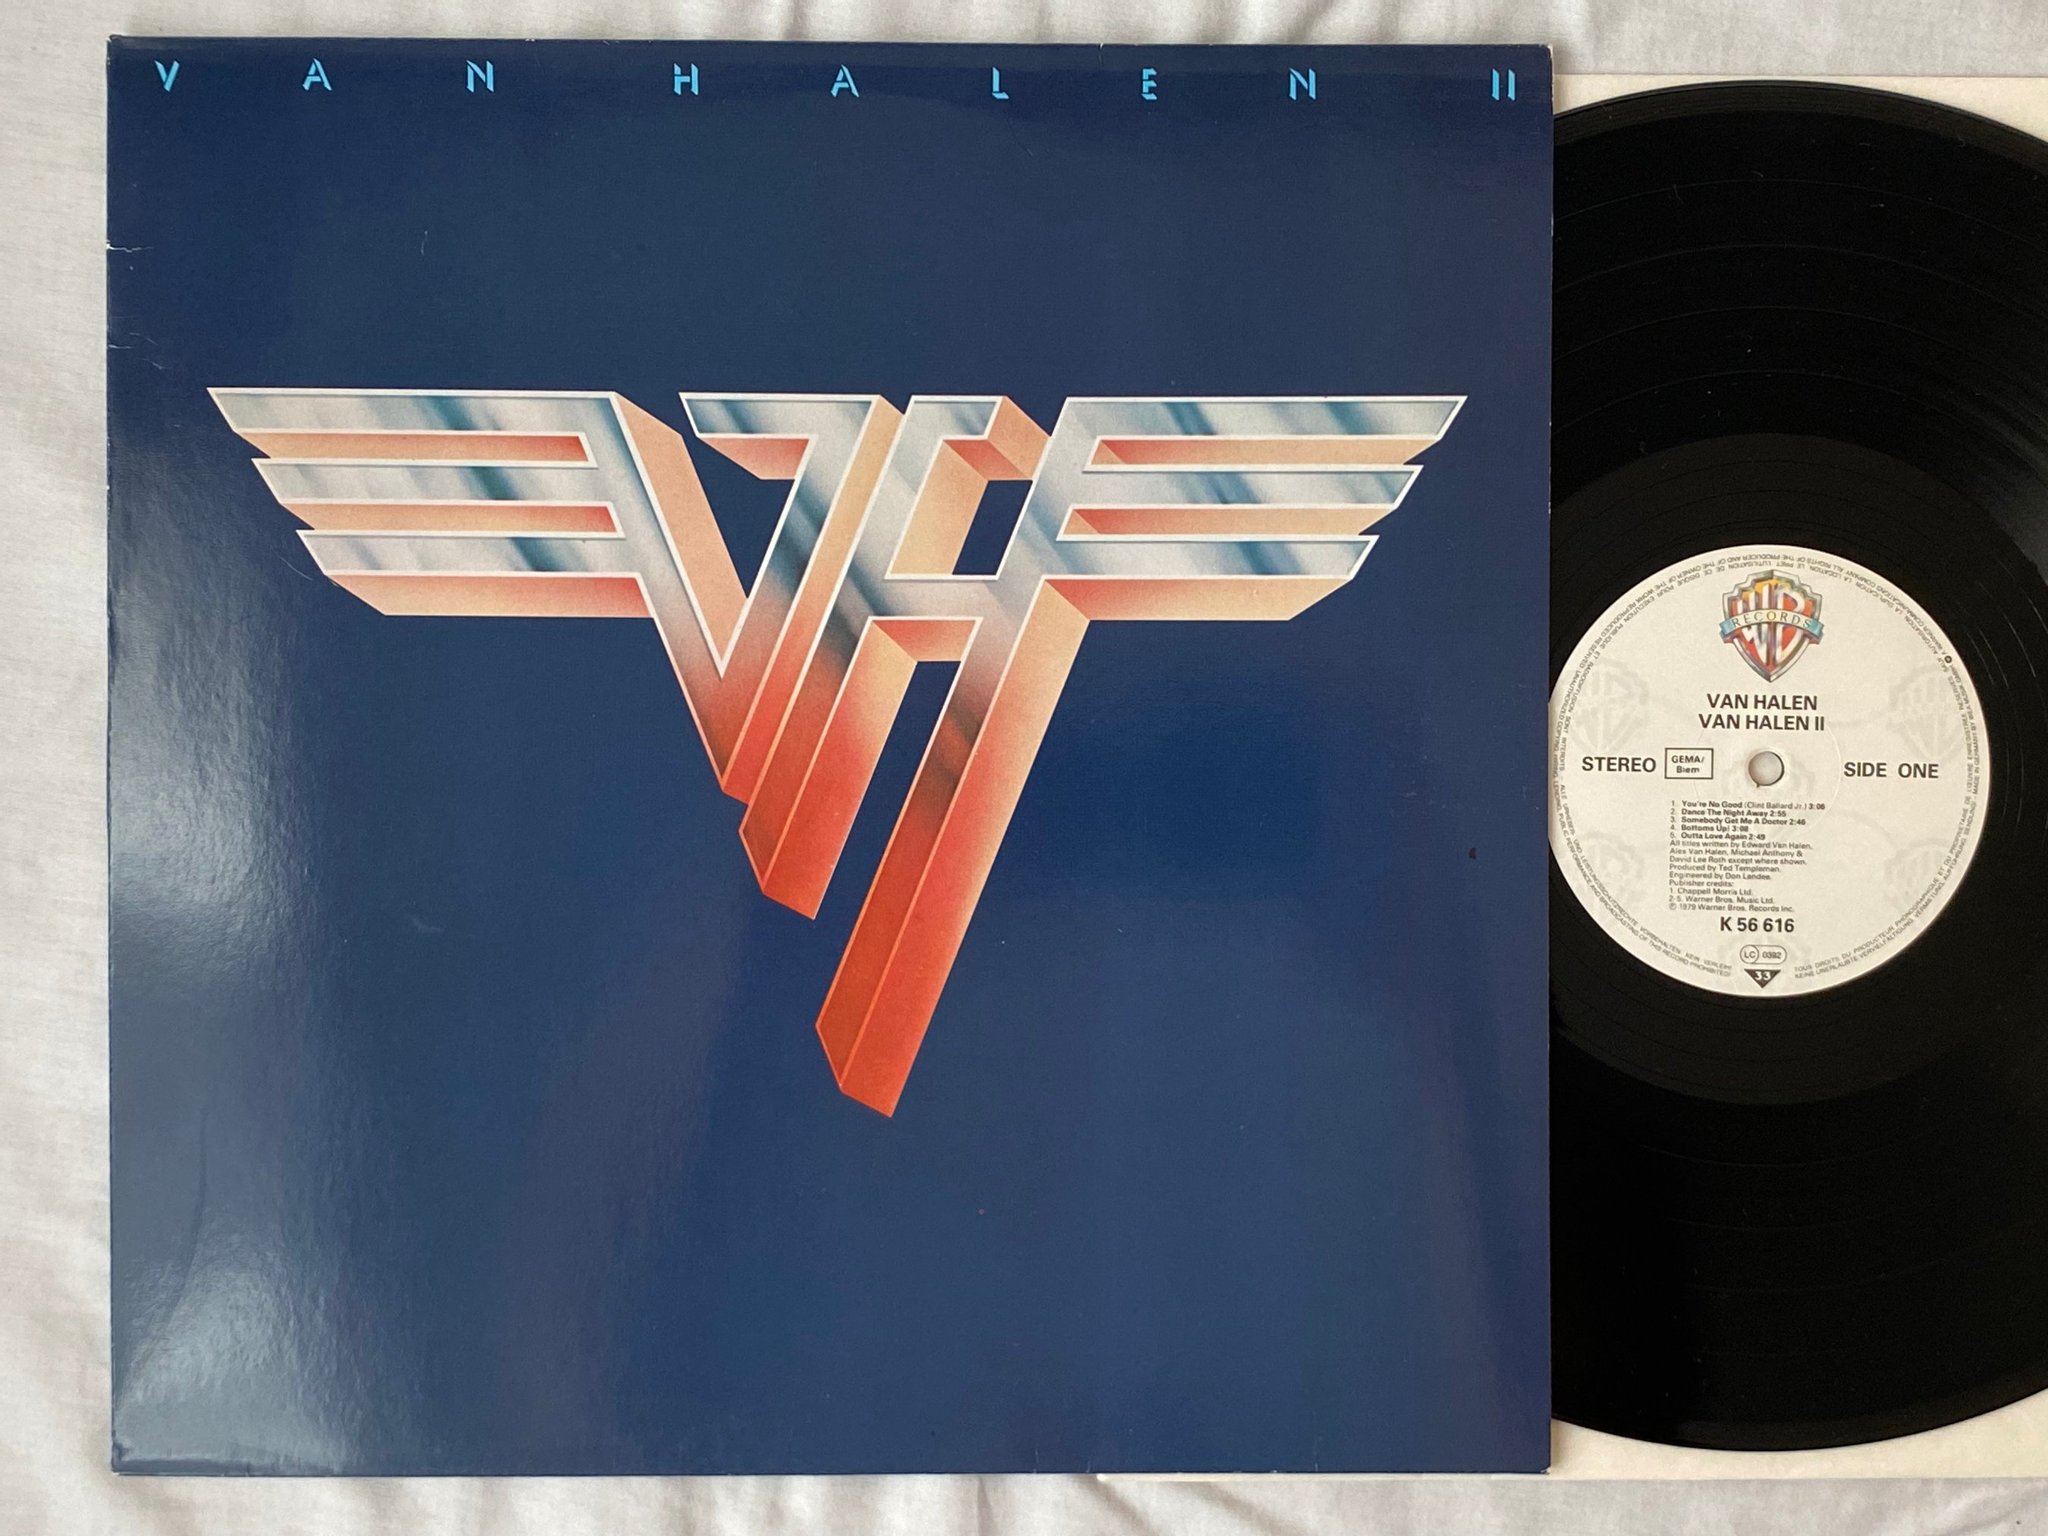 VAN HALEN II
RECORDS
VAN HALEN
VAN HALEN II
STEREO
GEMA/
Biem
SIDE ONE
1. You're No Good (Clint Ballard Jr.) 3:06
2. Dance The Night Away 2:55
3. Somebody Get Me A Doctor 2:46
4. Bottoms Up! 3:08
5. Outta Love Again 2:49
All titles written by Edward Van Halen,
Alex Van Halen, Michael Anthony &
David Lee Roth except where shown.
Produced by Ted Templeman.
Engineered by Don Landee.
Publisher credits:
1. Chappell Morris Ltd.
2-5. Warner Bros. Music Ltd.
℗ 1979 Warner Bros. Records Inc.
K 56 616
LC 0392
33